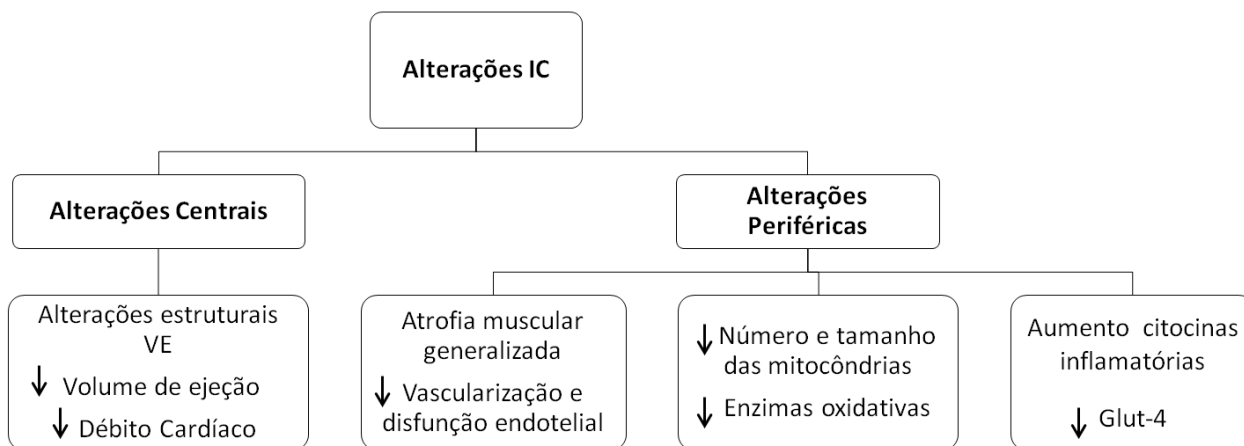 Alterações IC
Alterações Centrais
Alterações
Periféricas
Alterações estruturais
VE
↓ Volume de ejeção
↓ Débito Cardíaco
Atrofia muscular
generalizada
↓ Vascularização e
disfunção endotelial
↓ Número e tamanho
das mitocôndrias
↓ Enzimas oxidativas
Aumento citocinas
inflamatórias
↓ Glut-4